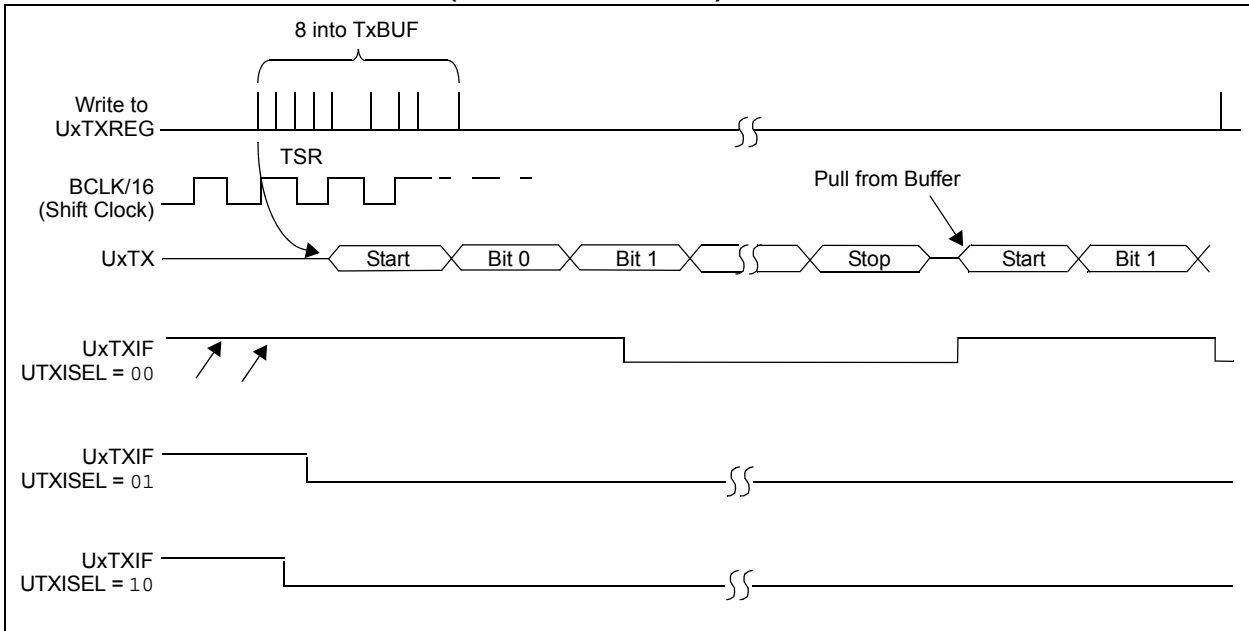 8 into TxBUF
Write to
UxTXREG
TSR
BCLK/16
(Shift Clock)
Pull from Buffer
UxTX
Start
Bit 0
Bit 1
Stop
Start
Bit 1
UxTXIF
UTXISEL = 00
UxTXIF
UTXISEL = 01
UxTXIF
UTXISEL = 10